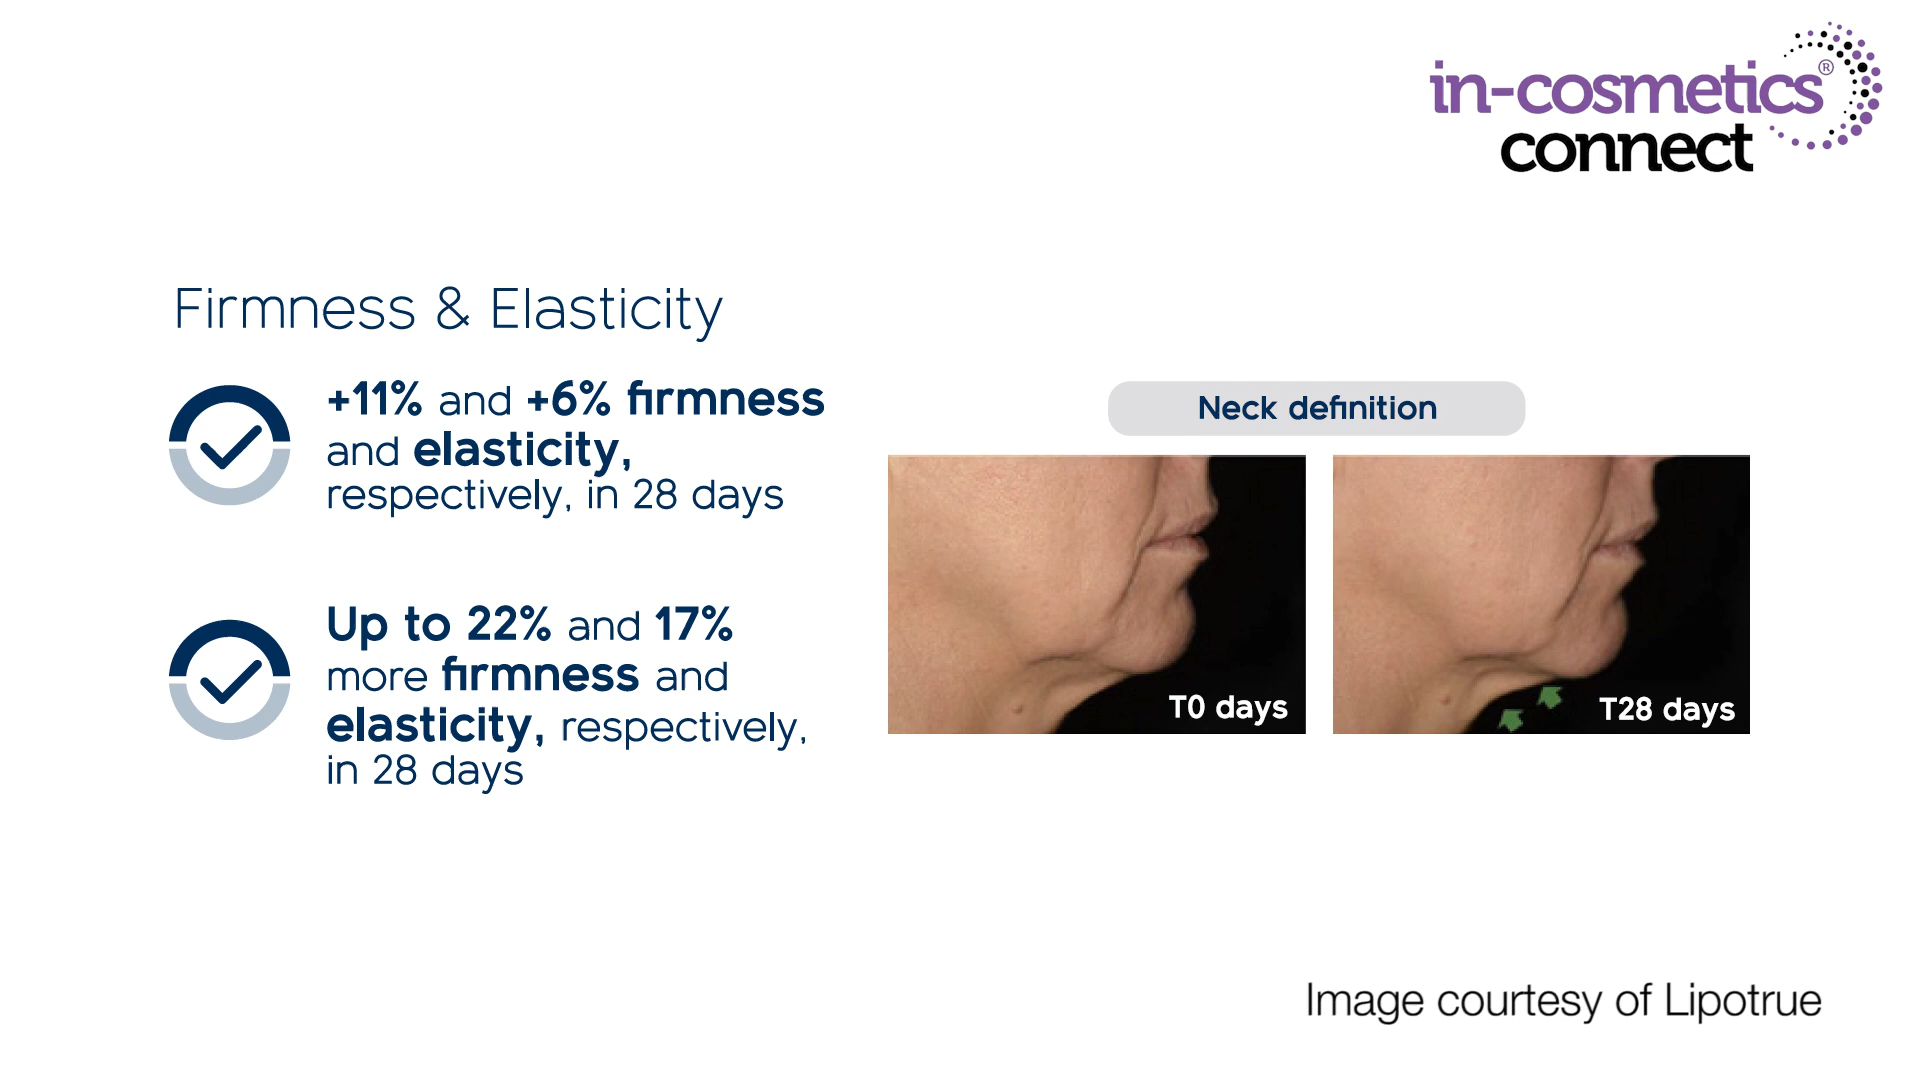 in-cosmetics®
connect
Firmness & Elasticity
+11% and +6% firmness
and elasticity,
respectively, in 28 days
Up to 22% and 17%
more firmness and
elasticity, respectively,
in 28 days
Neck definition
T0 days
T28 days
Image courtesy of Lipotrue